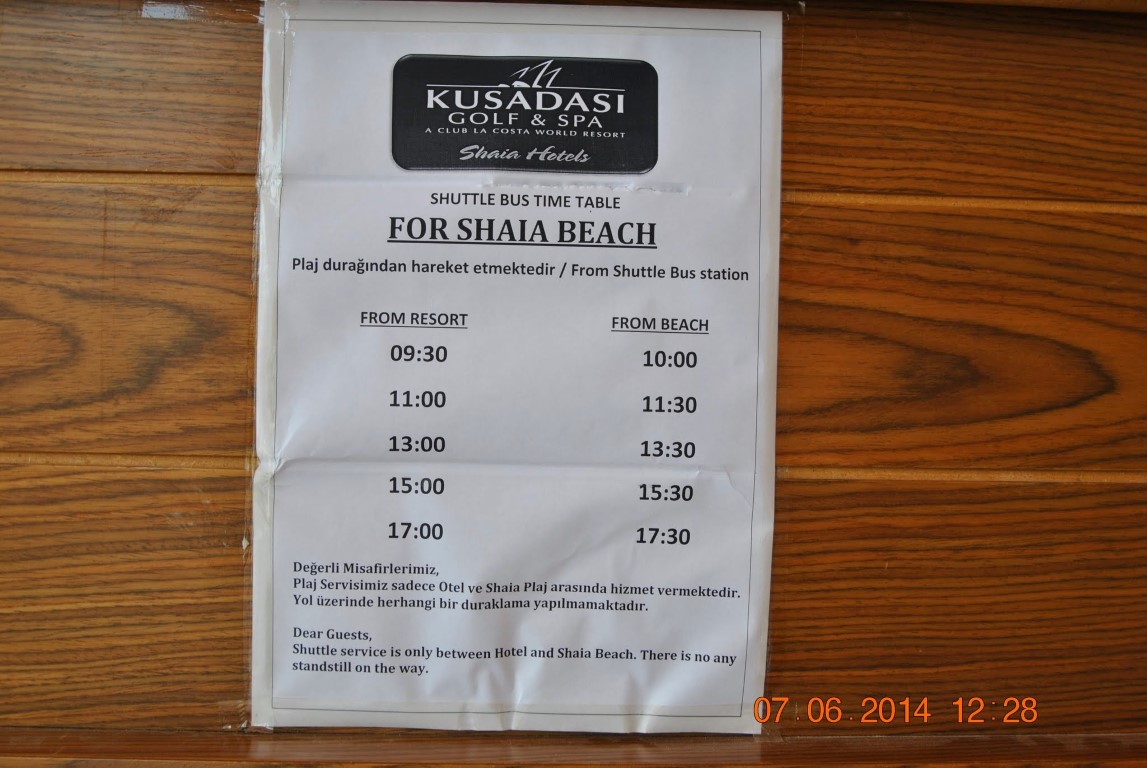 KUSADASI
GOLF & SPA
A CLUB LA COSTA WORLD RESORT
Shaia Hotels
SHUTTLE BUS TIME TABLE
FOR SHAIA BEACH
Plaj durağından hareket etmektedir / From Shuttle Bus station
FROM RESORT FROM BEACH
09:30 10:00
11:00 11:30
13:00 13:30
15:00 15:30
17:00 17:30
Değerli Misafirlerimiz,
Plaj Servisimiz sadece Otel ve Shaia Plaj arasında hizmet vermektedir.
Yol üzerinde herhangi bir duraklama yapılmamaktadır.
Dear Guests,
Shuttle service is only between Hotel and Shaia Beach. There is no any
standstill on the way.
07.06.2014 12:28